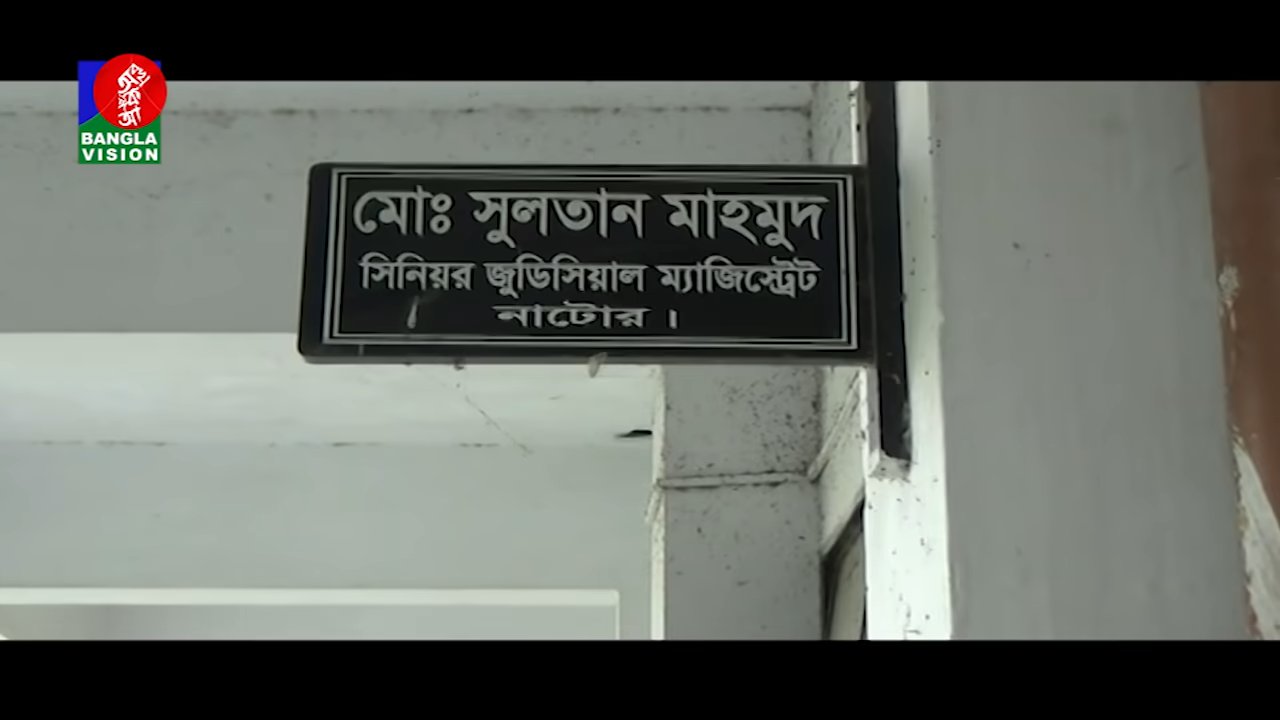 BANGLA
VISION
মোঃ সুলতান মাহমুদ
সিনিয়র জুডিসিয়াল ম্যাজিস্ট্রেট
নাটোর।